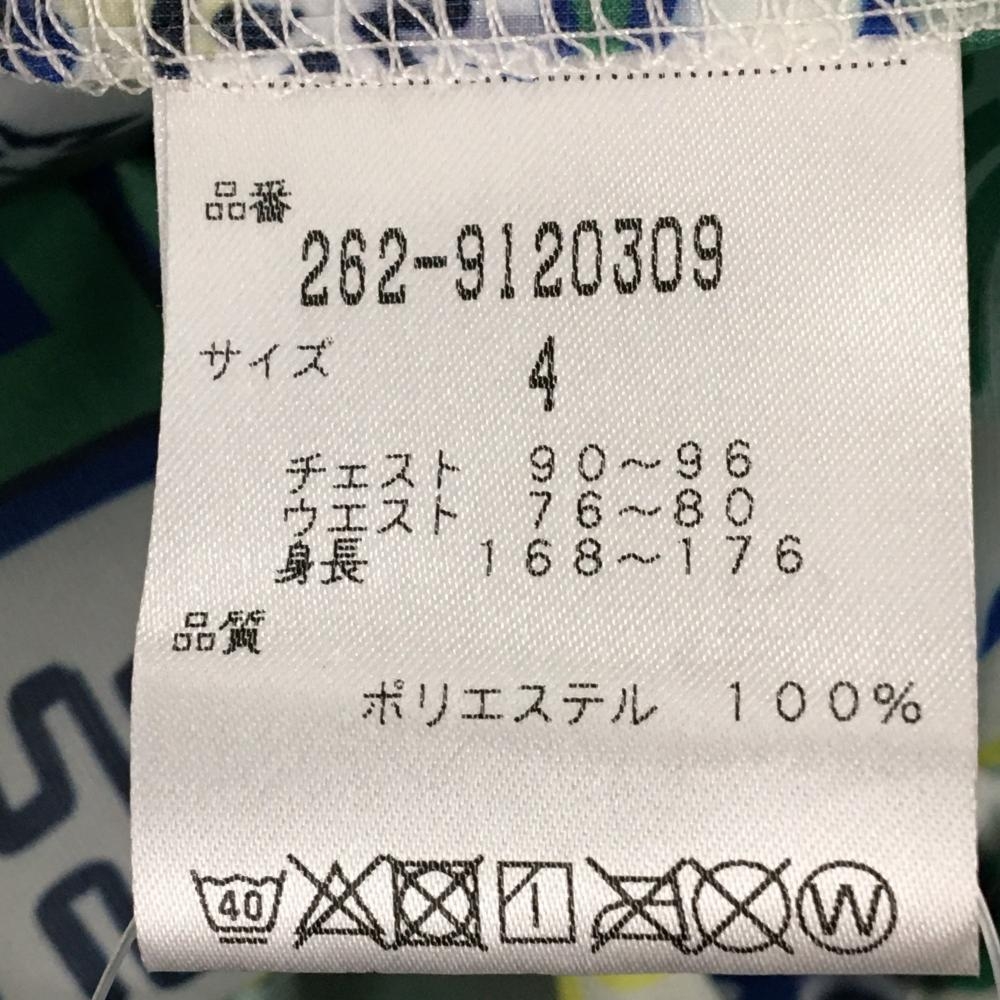 品番
262-9120309
サイズ 4
チェスト 90～96
ウエスト 76～80
身長 168～176
品質
ポリエステル 100%
40 W